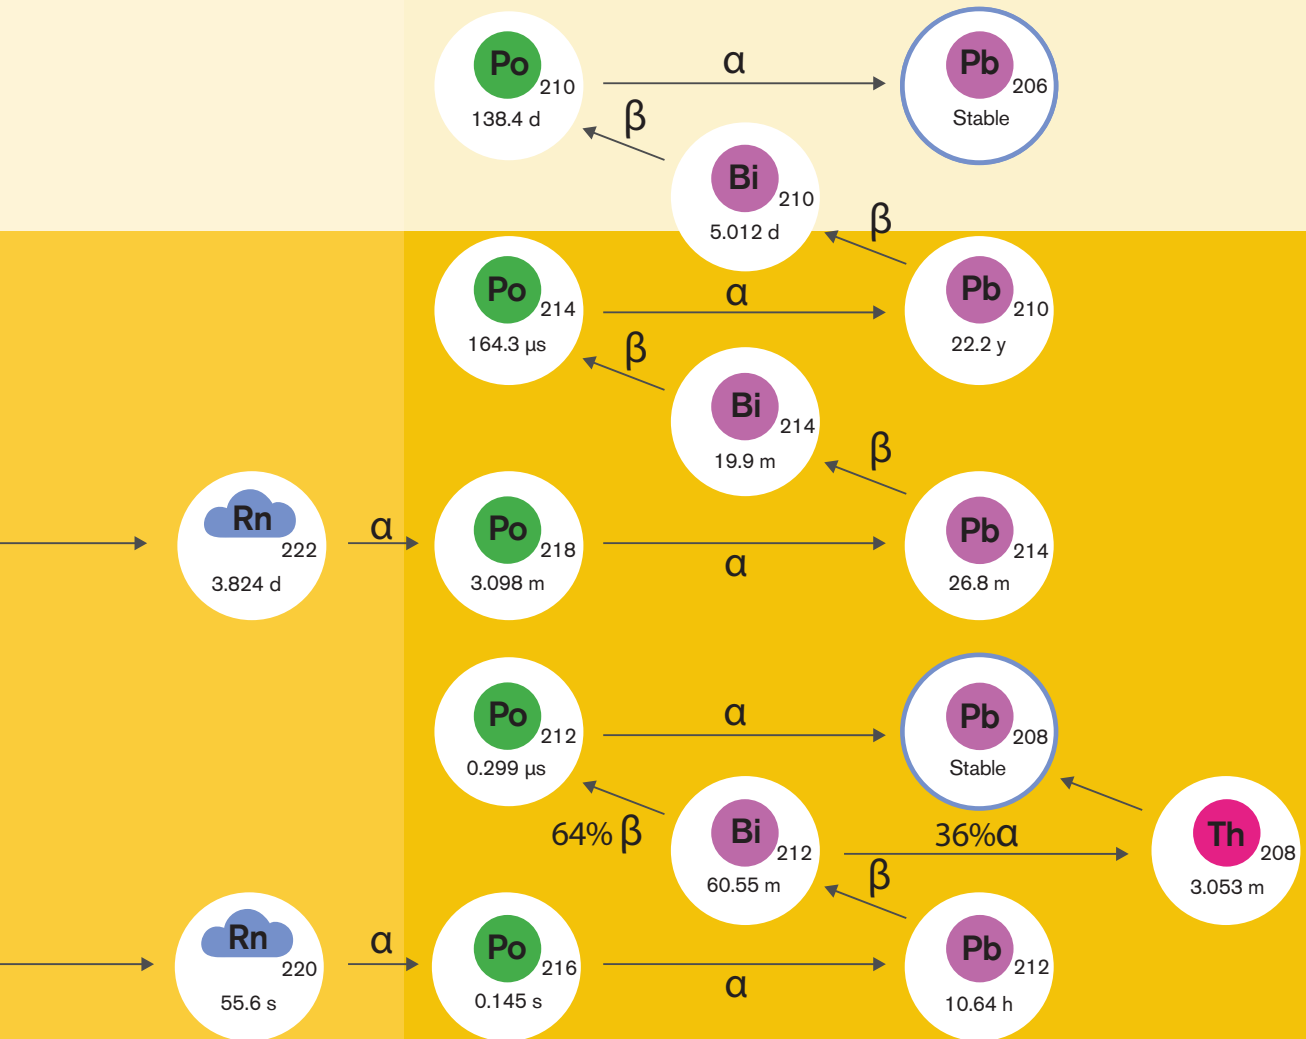 Po 210
138.4 d
α
Pb 206
Stable
β
Bi 210
5.012 d
β
Po 214
164.3 µs
α
Pb 210
22.2 y
β
Bi 214
19.9 m
β
Rn 222
3.824 d
α
Po 218
3.098 m
α
Pb 214
26.8 m
Po 212
0.299 µs
α
Pb 208
Stable
64% β
Bi 212
60.55 m
36%α
Th 208
3.053 m
β
Rn 220
55.6 s
α
Po 216
0.145 s
α
Pb 212
10.64 h